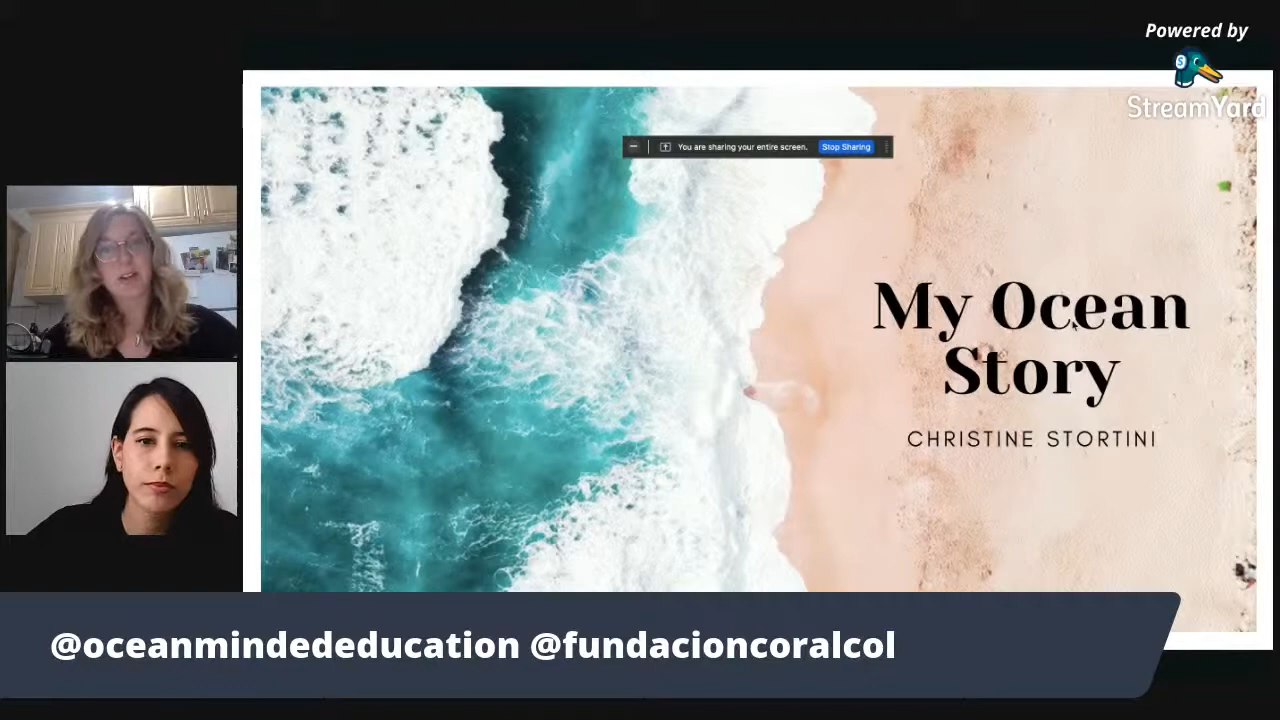 Powered by
StreamYard
You are sharing your entire screen.
Stop Sharing
My Ocean
Story
CHRISTINE STORTINI
@oceanmindededucation @fundacioncoralcol